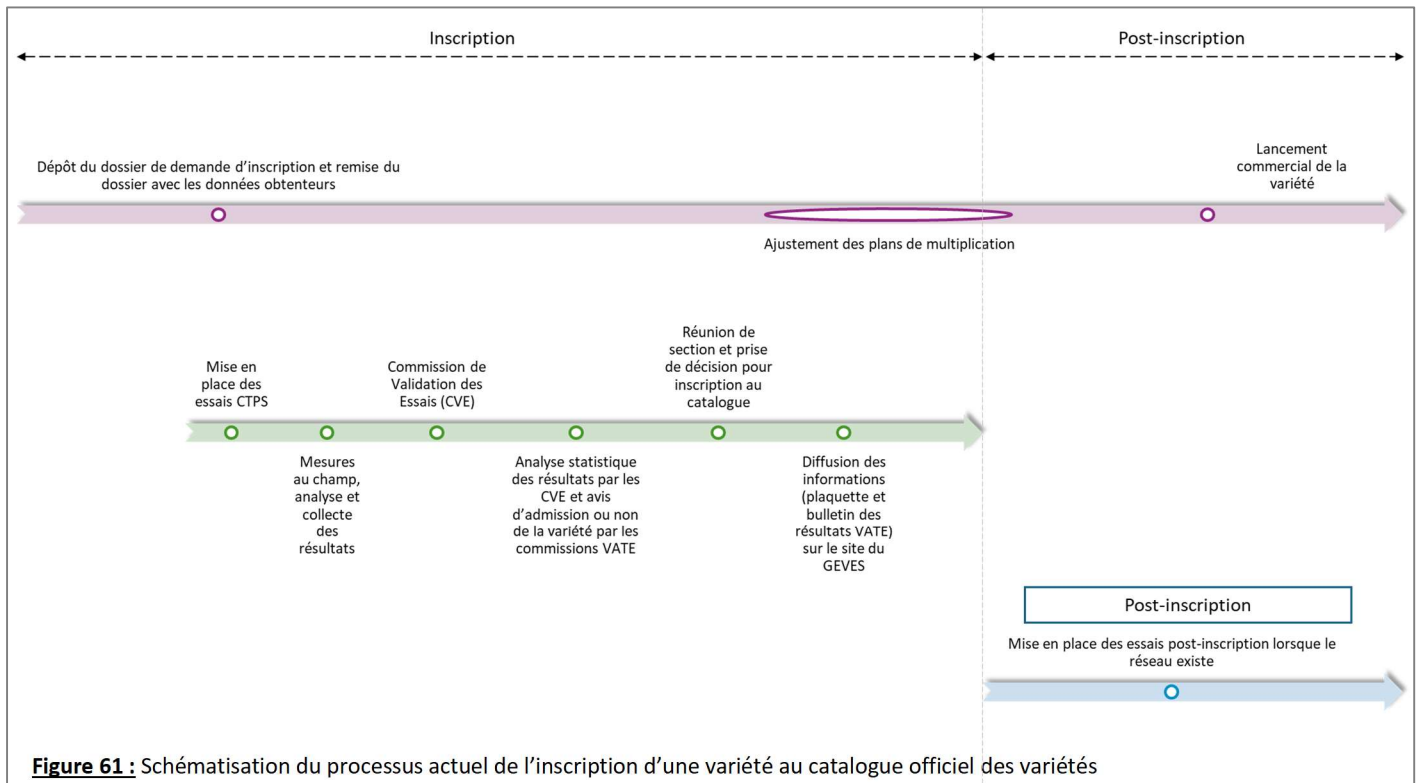 Inscription
Post-inscription
Dépôt du dossier de demande d’inscription et remise du
dossier avec les données obtenteurs
Lancement
commercial de la
variété
Ajustement des plans de multiplication
Mise en
place des
essais CTPS
Commission de
Validation des
Essais (CVE)
Réunion de
section et prise
de décision pour
inscription au
catalogue
Mesures
au champ,
analyse et
collecte
des
résultats
Analyse statistique
des résultats par les
CVE et avis
d’admission ou non
de la variété par les
commissions VATE
Diffusion des
informations
(plaquette et
bulletin des
résultats VATE)
sur le site du
GEVES
Post-inscription
Mise en place des essais post-inscription lorsque le
réseau existe
Figure 61 : Schématisation du processus actuel de l’inscription d’une variété au catalogue officiel des variétés